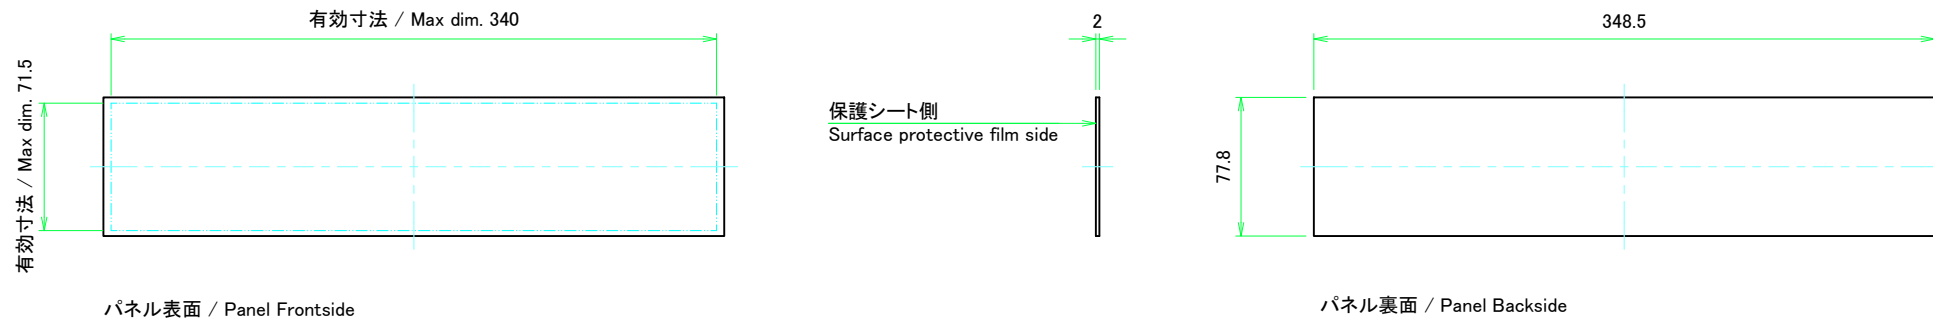 有効寸法 / Max dim. 340
有効寸法 / Max dim. 71.5
パネル表面 / Panel Frontside
2
保護シート側
Surface protective film side
348.5
77.8
パネル裏面 / Panel Backside